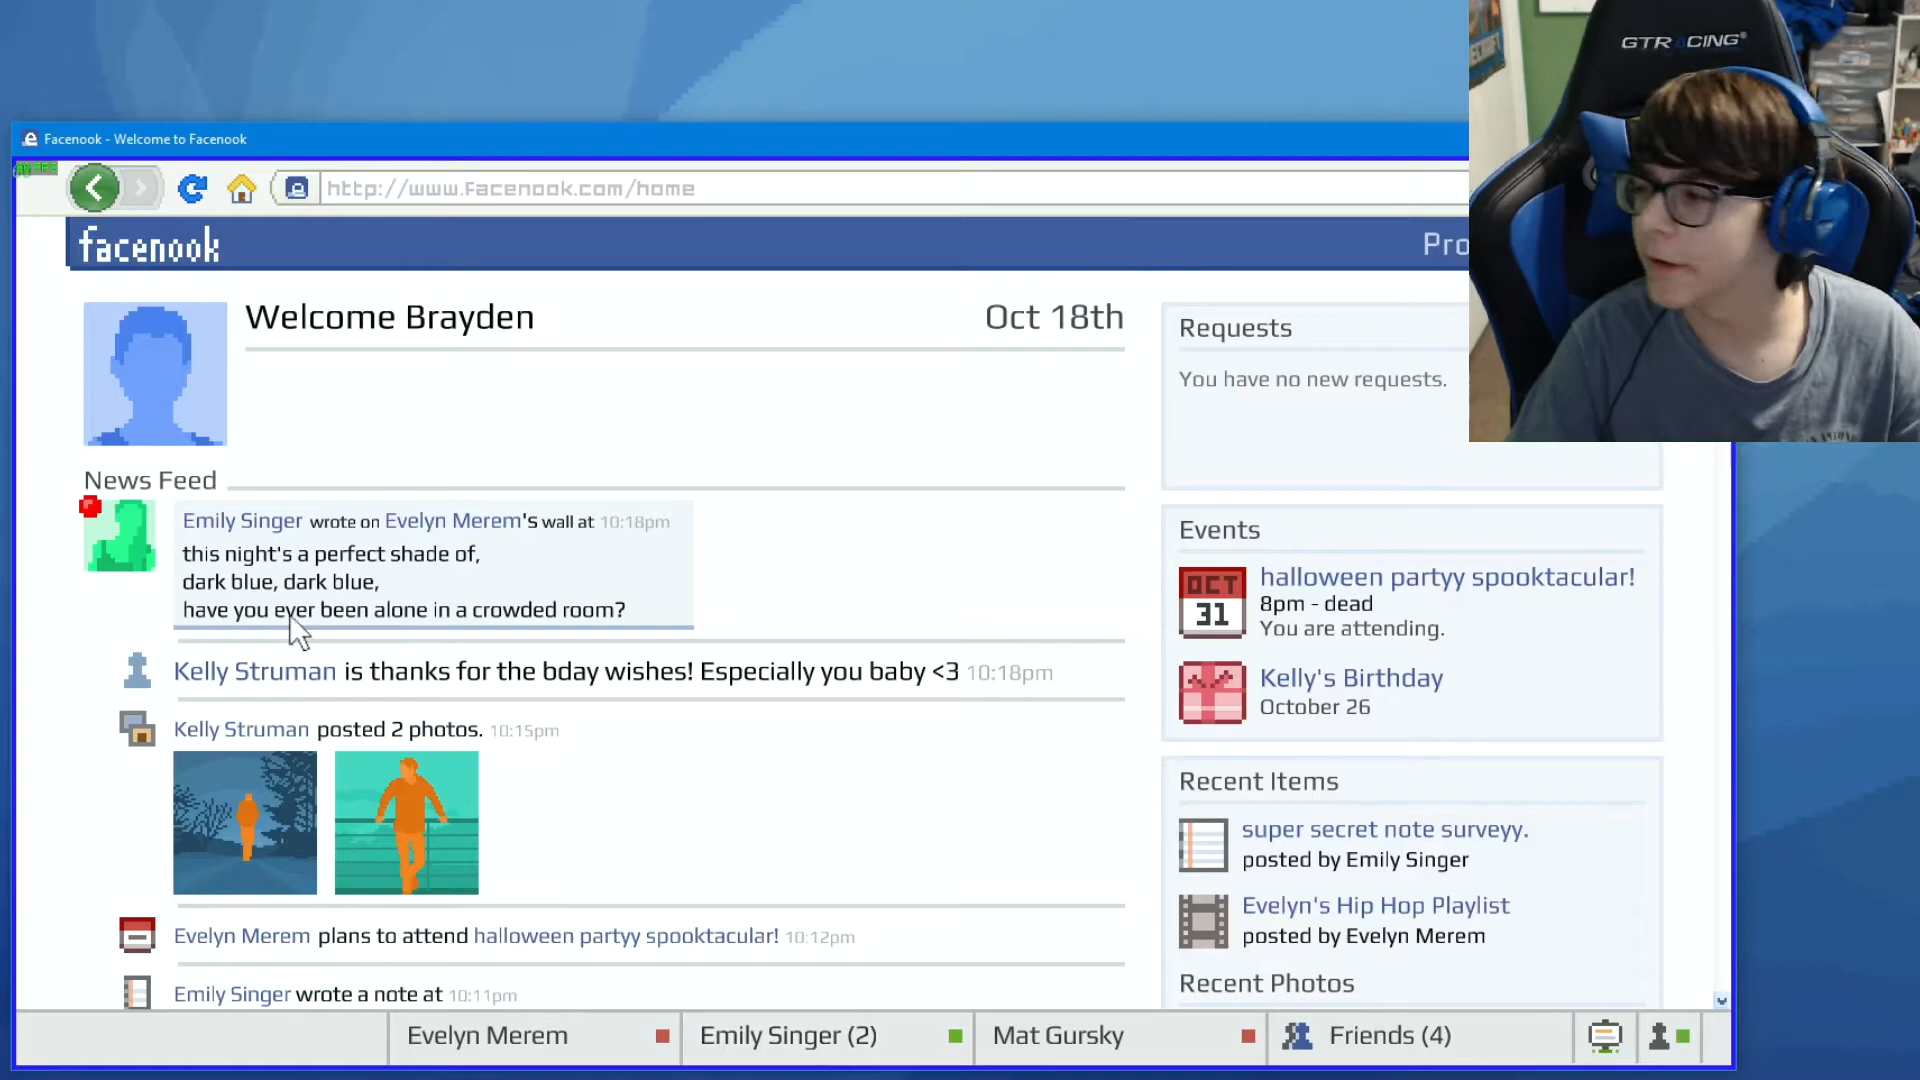 GTRACING
Facenook - Welcome to Facenook
http://www.facenook.com/home
facenook
Pro
Welcome Brayden
Oct 18th
Requests
You have no new requests.
News Feed
Emily Singer wrote on Evelyn Merem's wall at 10:18pm
this night's a perfect shade of,
dark blue, dark blue,
have you ever been alone in a crowded room?
Kelly Struman is thanks for the bday wishes! Especially you baby <3 10:18pm
Kelly Struman posted 2 photos. 10:15pm
Evelyn Merem plans to attend halloween partyy spooktacular! 10:12pm
Emily Singer wrote a note at 10:11pm
Events
OCT
31
halloween partyy spooktacular!
8pm - dead
You are attending.
Kelly's Birthday
October 26
Recent Items
super secret note surveyy.
posted by Emily Singer
Evelyn's Hip Hop Playlist
posted by Evelyn Merem
Recent Photos
Evelyn Merem
Emily Singer (2)
Mat Gursky
Friends (4)